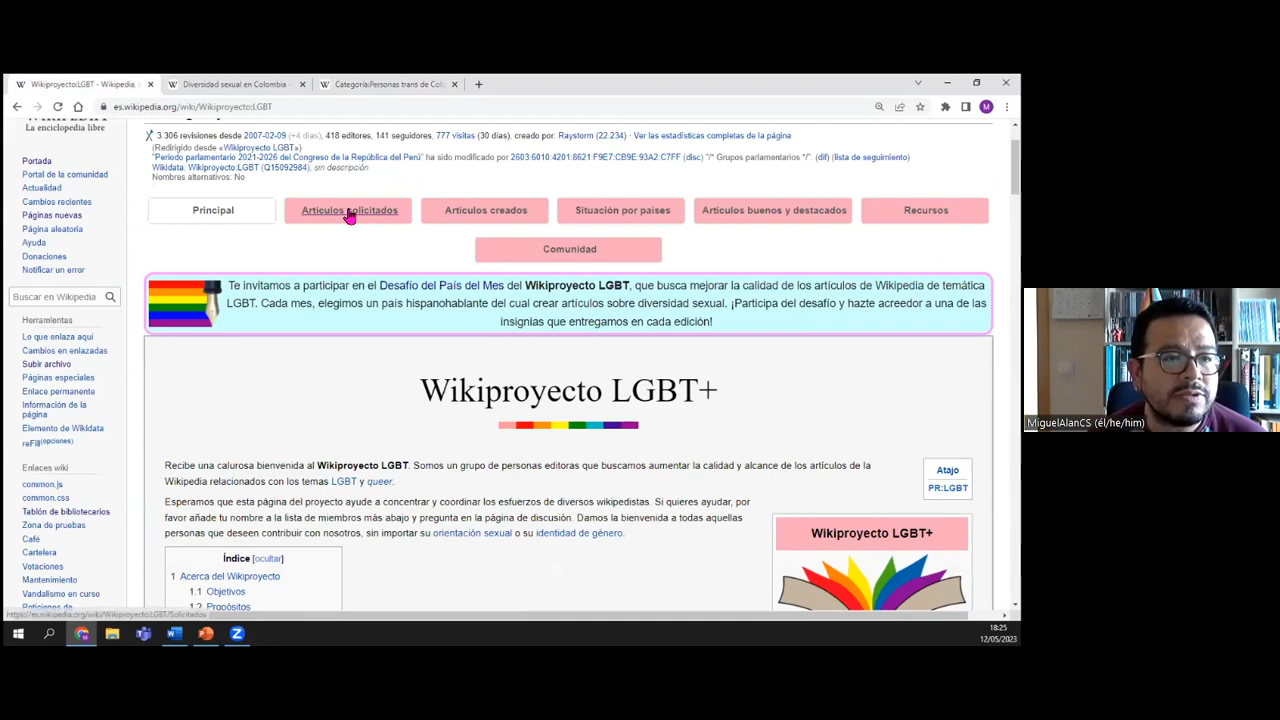 Wikiproyecto:LGBT - Wikipedia,
Diversidad sexual en Colombia -
Categoría:Personas trans de Colo
es.wikipedia.org/wiki/Wikiproyecto:LGBT
M
La enciclopedia libre
Portada
Portal de la comunidad
Actualidad
Cambios recientes
Páginas nuevas
Página aleatoria
Ayuda
Donaciones
Notificar un error
Buscar en Wikipedia
Herramientas
Lo que enlaza aquí
Cambios en enlazadas
Subir archivo
Páginas especiales
Enlace permanente
Información de la
página
Elemento de Wikidata
reFill(opciones)
Enlaces wiki
common.js
common.css
Tablón de bibliotecarios
Zona de pruebas
Café
Cartelera
Votaciones
Mantenimiento
Vandalismo en curso
3.306 revisiones desde 2007-02-09 (+4 días), 418 editores, 141 seguidores, 777 visitas (30 días), creado por: Raystorm (22.234) · Ver las estadísticas completas de la página
(Redirigido desde «Wikiproyecto:LGBT»)
"Periodo parlamentario 2021-2026 del Congreso de la República del Perú" ha sido modificado por 2603:6010:4201:8621:F9E7:CB9E:93A2:C7FF (disc) "/* Grupos parlamentarios */". (dif) (lista de seguimiento)
Wikidata: Wikiproyecto:LGBT (Q15092984), sin descripción
Nombres alternativos: No
Principal
Artículos solicitados
Artículos creados
Situación por países
Artículos buenos y destacados
Recursos
Comunidad
Te invitamos a participar en el Desafío del País del Mes del Wikiproyecto LGBT, que busca mejorar la calidad de los artículos de Wikipedia de temática
LGBT. Cada mes, elegimos un país hispanohablante del cual crear artículos sobre diversidad sexual. ¡Participa del desafío y hazte acreedor a una de las
insignias que entregamos en cada edición!
Wikiproyecto LGBT+
Recibe una calurosa bienvenida al Wikiproyecto LGBT. Somos un grupo de personas editoras que buscamos aumentar la calidad y alcance de los artículos de la
Wikipedia relacionados con los temas LGBT y queer.
Atajo
PR:LGBT
Esperamos que esta página del proyecto ayude a concentrar y coordinar los esfuerzos de diversos wikipedistas. Si quieres ayudar, por
favor añade tu nombre a la lista de miembros más abajo y pregunta en la página de discusión. Damos la bienvenida a todas aquellas
personas que deseen contribuir con nosotros, sin importar su orientación sexual o su identidad de género.
Wikiproyecto LGBT+
Índice [ocultar]
1 Acerca del Wikiproyecto
1.1 Objetivos
1.2 Propósitos
https://es.wikipedia.org/wiki/Wikiproyecto:LGBT/Solicitados
18:25
12/05/2023
MiguelAlanCS (él/he/him)